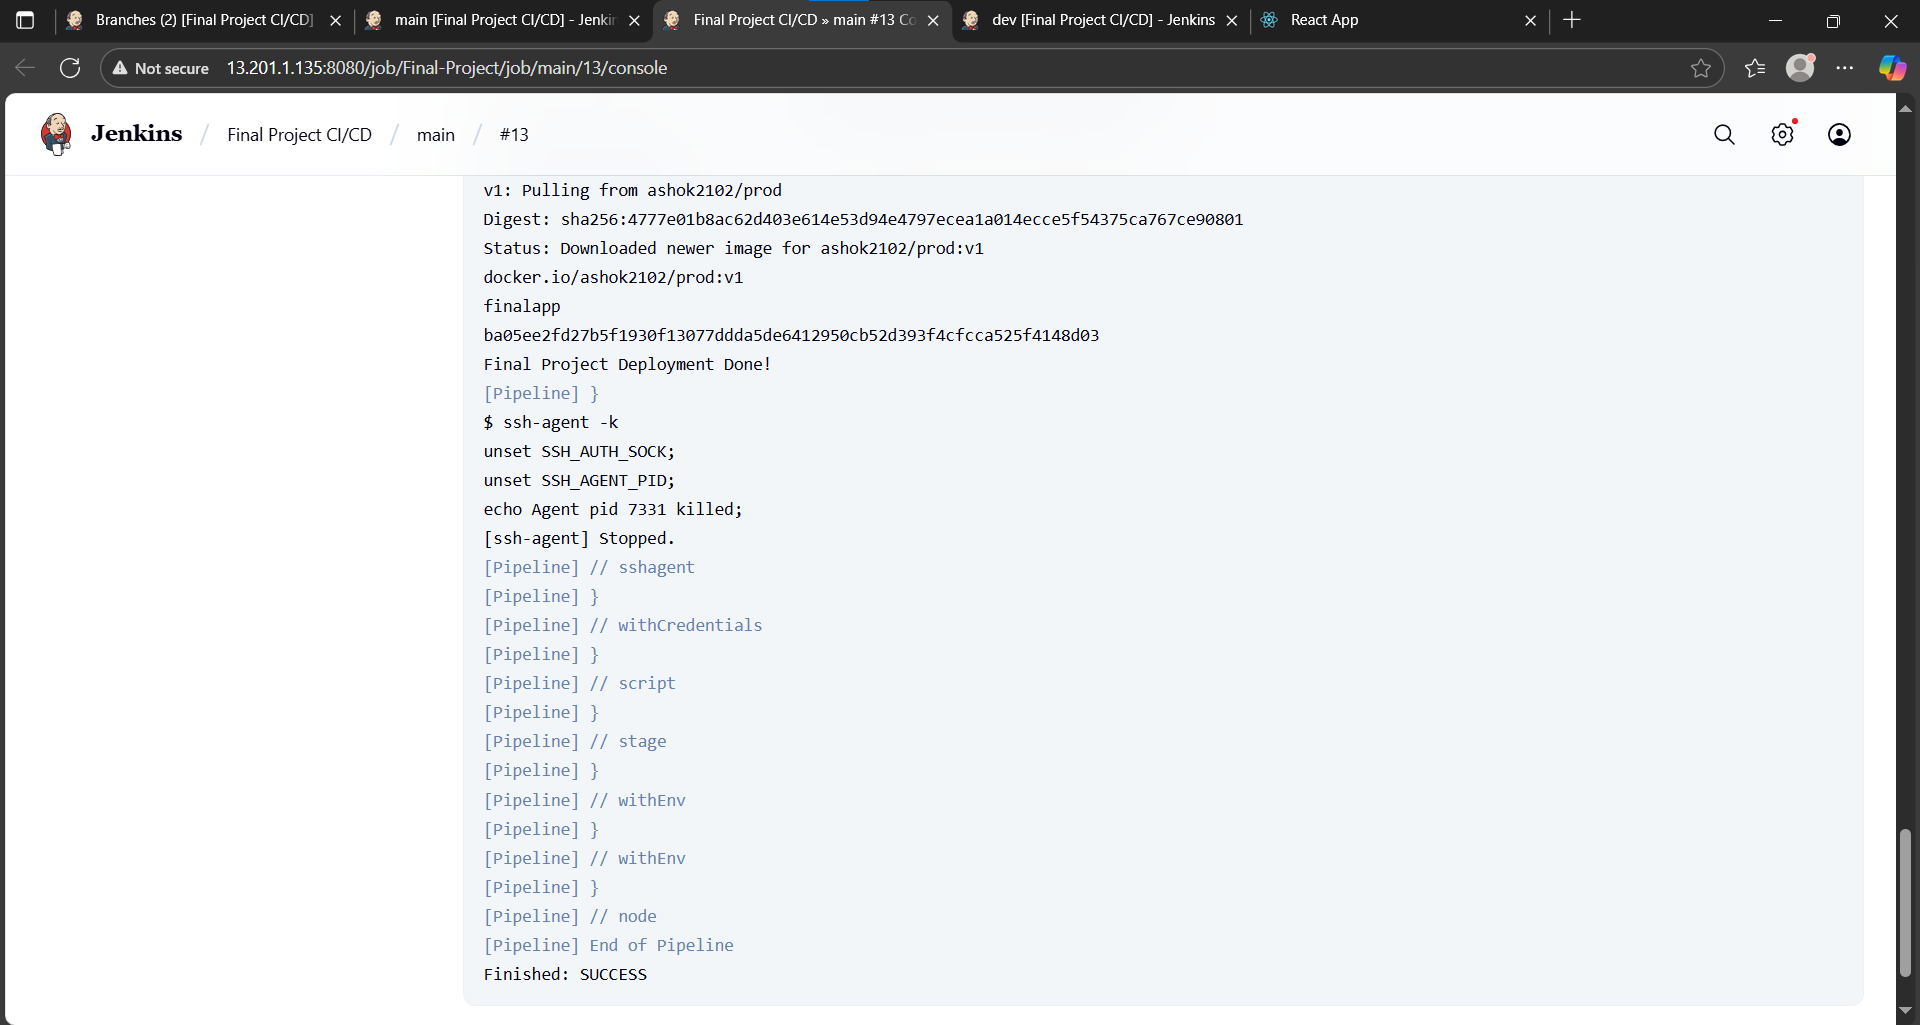 Branches (2) [Final Project CI/CD]
main [Final Project CI/CD] - Jenkin
Final Project CI/CD » main #13 Co
dev [Final Project CI/CD] - Jenkins
React App
Not secure
13.201.1.135:8080/job/Final-Project/job/main/13/console
Jenkins / Final Project CI/CD / main / #13
v1: Pulling from ashok2102/prod
Digest: sha256:4777e01b8ac62d403e614e53d94e4797ecea1a014ecce5f54375ca767ce90801
Status: Downloaded newer image for ashok2102/prod:v1
docker.io/ashok2102/prod:v1
finalapp
ba05ee2fd27b5f1930f13077ddda5de6412950cb52d393f4cfcca525f4148d03
Final Project Deployment Done!
[Pipeline] }
$ ssh-agent -k
unset SSH_AUTH_SOCK;
unset SSH_AGENT_PID;
echo Agent pid 7331 killed;
[ssh-agent] Stopped.
[Pipeline] // sshagent
[Pipeline] }
[Pipeline] // withCredentials
[Pipeline] }
[Pipeline] // script
[Pipeline] }
[Pipeline] // stage
[Pipeline] }
[Pipeline] // withEnv
[Pipeline] }
[Pipeline] // withEnv
[Pipeline] }
[Pipeline] // node
[Pipeline] End of Pipeline
Finished: SUCCESS